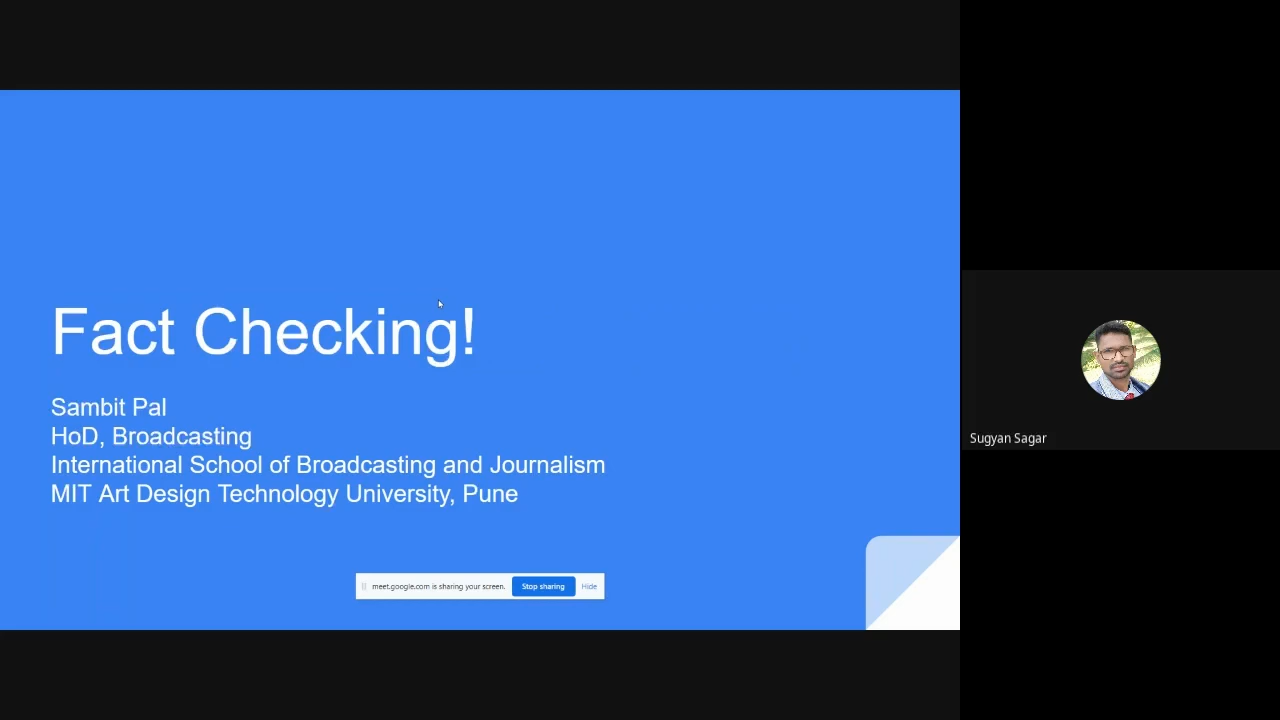 Fact Checking!
Sambit Pal
HoD, Broadcasting
International School of Broadcasting and Journalism
MIT Art Design Technology University, Pune
meet.google.com is sharing your screen. Stop sharing Hide
Sugyan Sagar